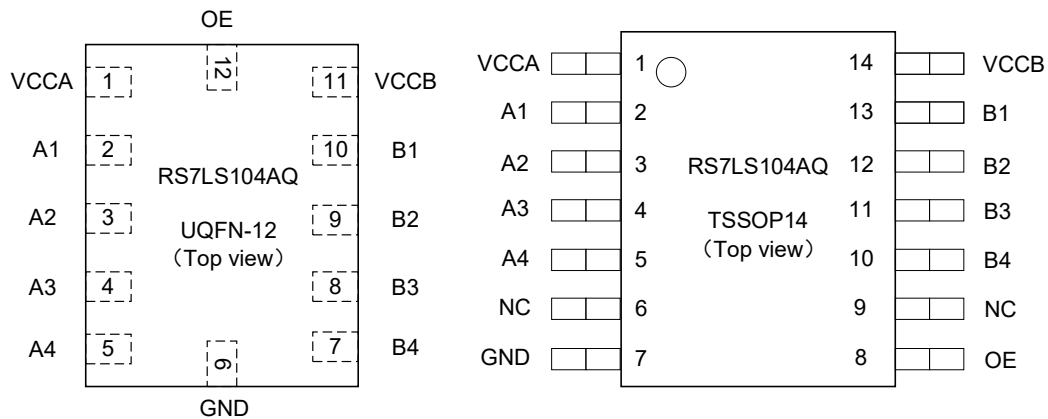 OE
VCCA 1 12 11 VCCB
A1 2 10 B1
RS7LS104AQ
A2 3 9 B2
UQFN-12
（Top view）
A3 4 8 B3
A4 5 6 7 B4
GND
VCCA 1 14 VCCB
A1 2 13 B1
A2 3 RS7LS104AQ 12 B2
A3 4 11 B3
TSSOP14
（Top view）
A4 5 10 B4
NC 6 9 NC
GND 7 8 OE